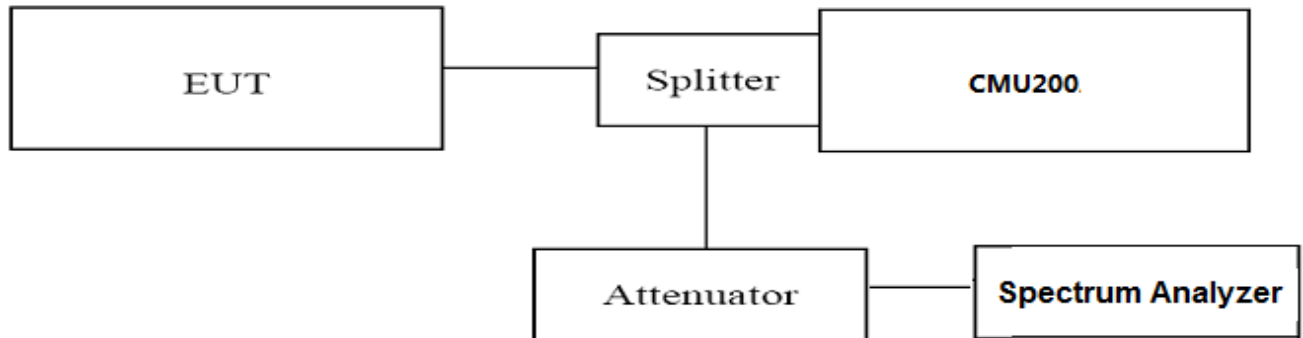 EUT
Splitter
CMU200.
Attenuator
Spectrum Analyzer